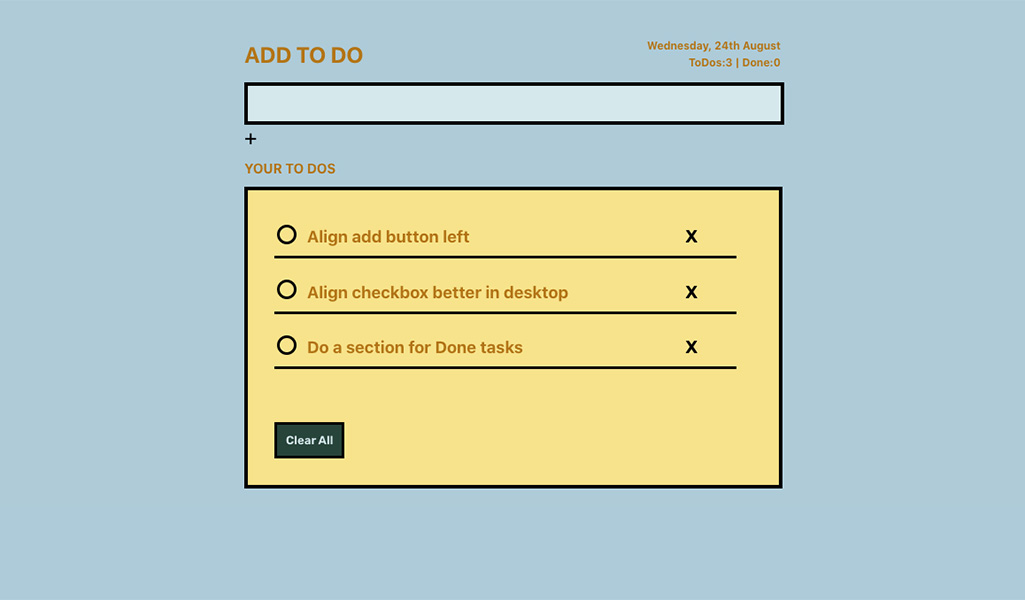 ADD TO DO
Wednesday, 24th August
ToDos:3 | Done:0
+
YOUR TO DOS
Align add button left X
Align checkbox better in desktop X
Do a section for Done tasks X
Clear All